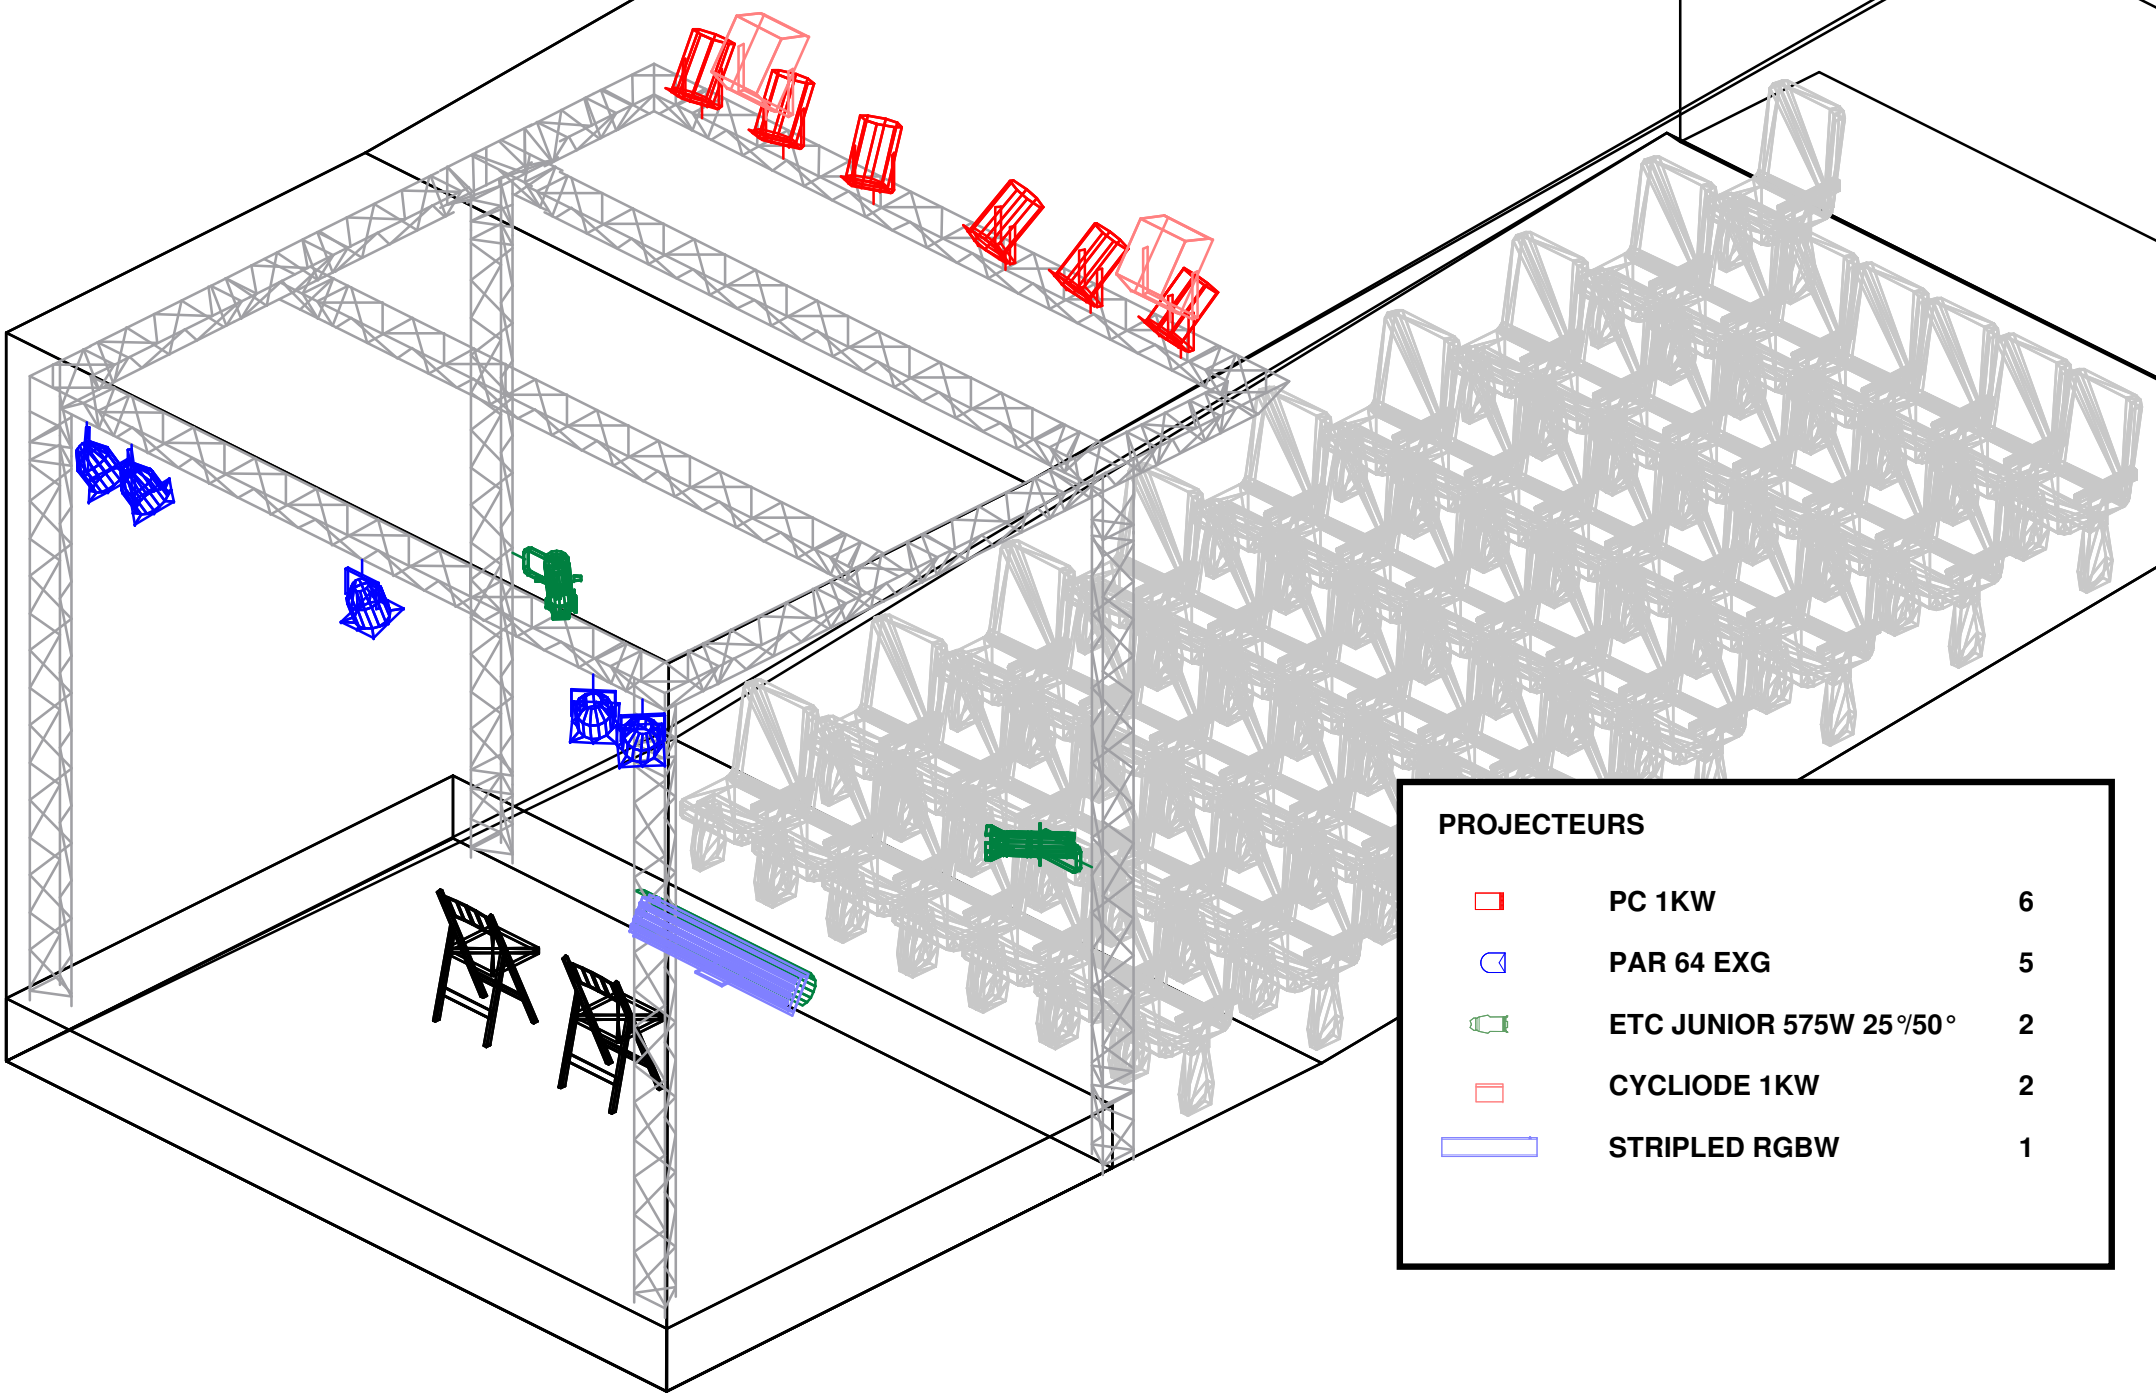 PROJECTEURS
PC 1KW 6
PAR 64 EXG 5
ETC JUNIOR 575W 25°/50° 2
CYCLIODE 1KW 2
STRIPLED RGBW 1